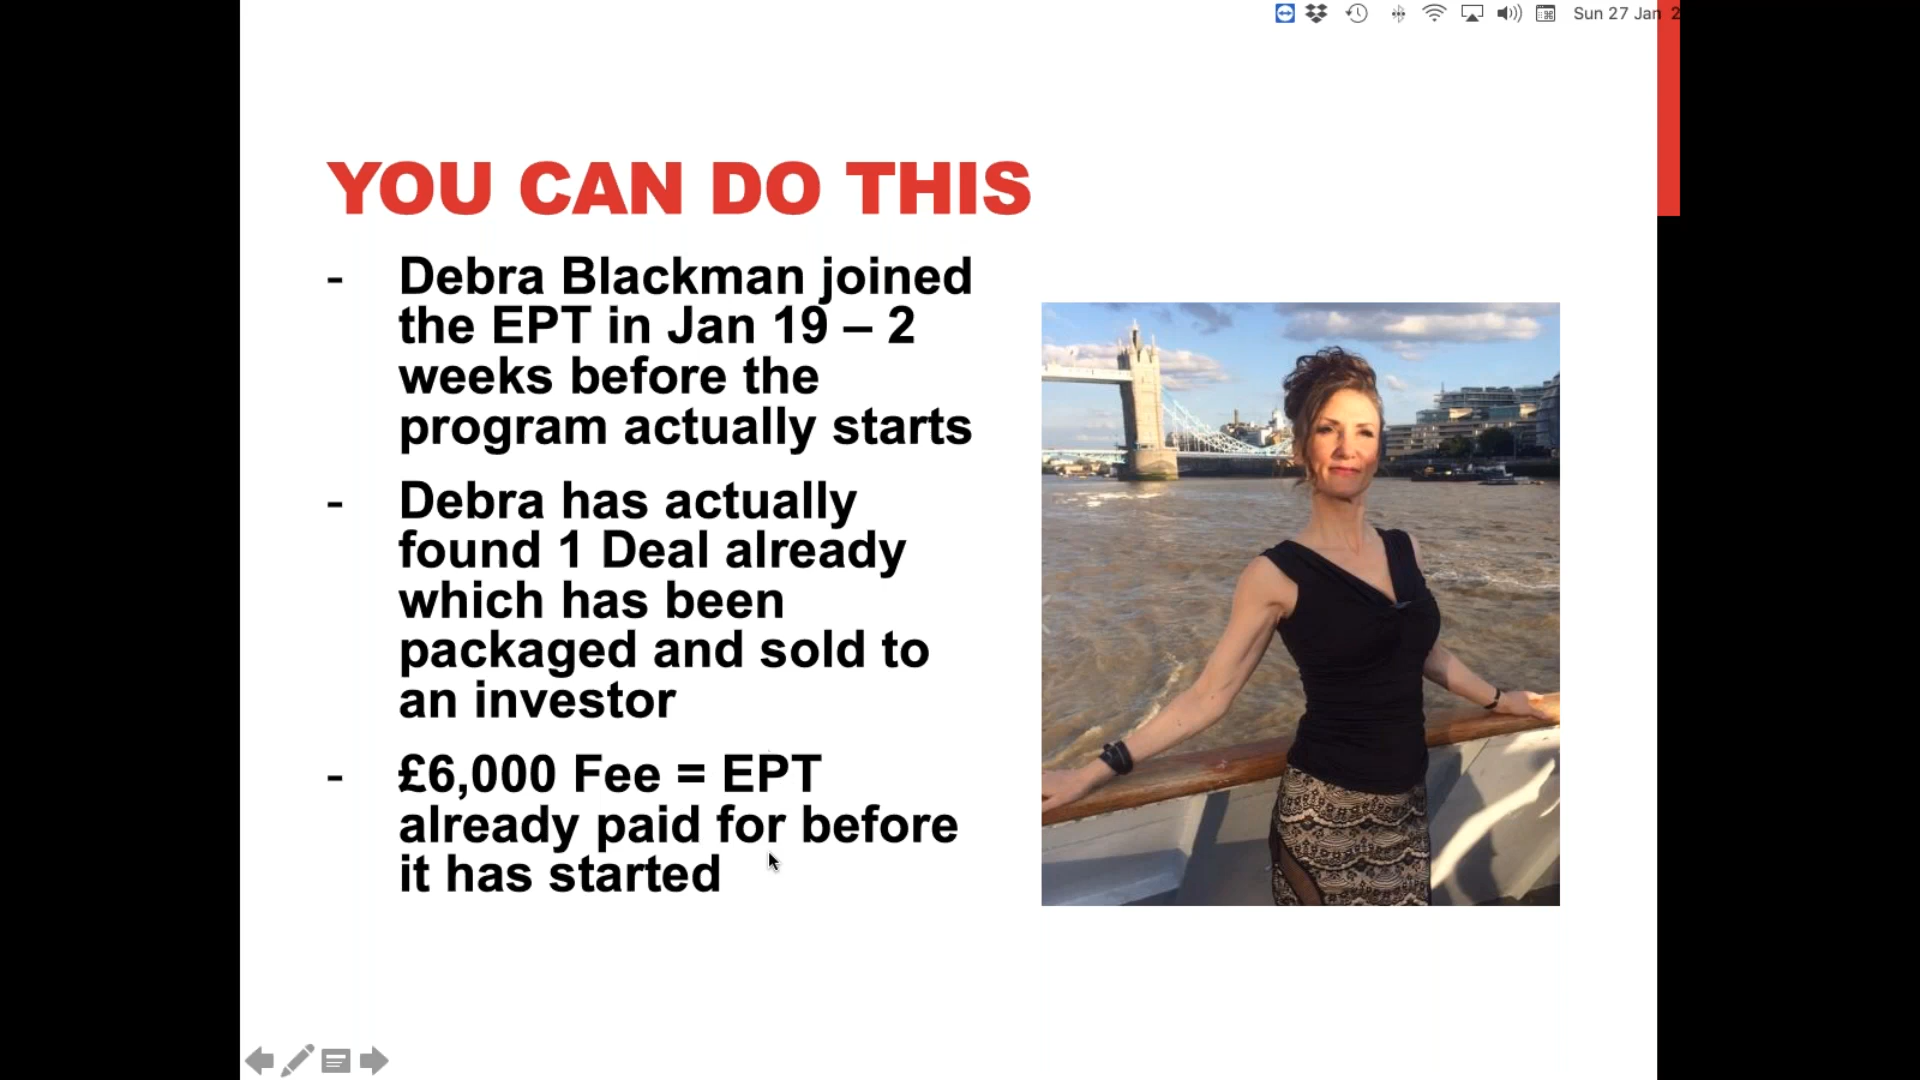 Sun 27 Jan 2
YOU CAN DO THIS
- Debra Blackman joined
the EPT in Jan 19 – 2
weeks before the
program actually starts
- Debra has actually
found 1 Deal already
which has been
packaged and sold to
an investor
- £6,000 Fee = EPT
already paid for before
it has started